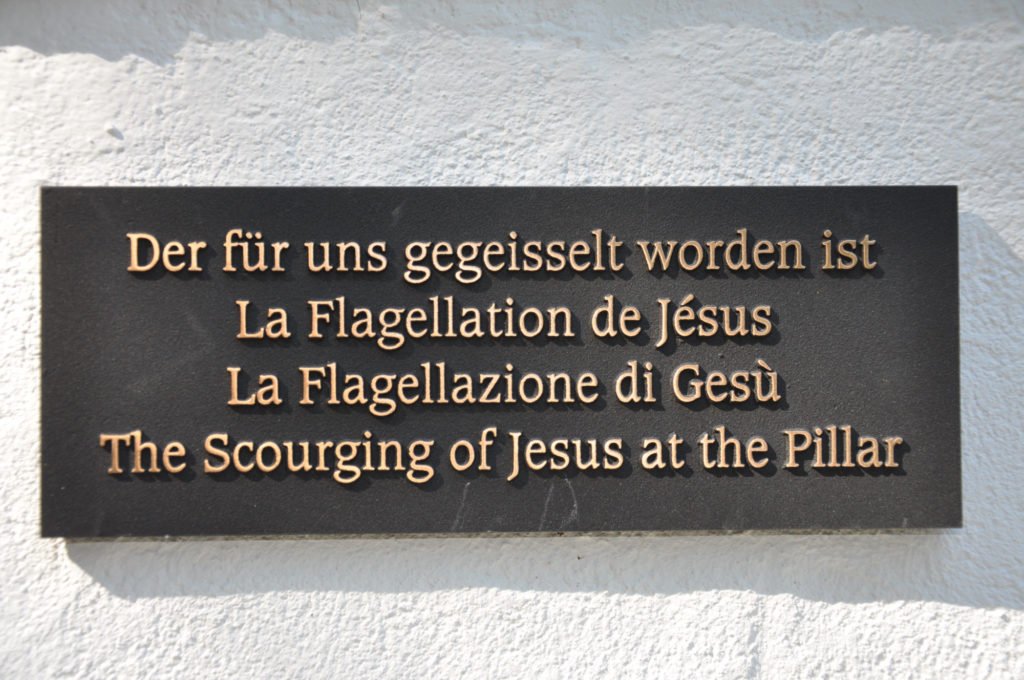 Der für uns gegeisselt worden ist
La Flagellation de Jésus
La Flagellazione di Gesù
The Scourging of Jesus at the Pillar